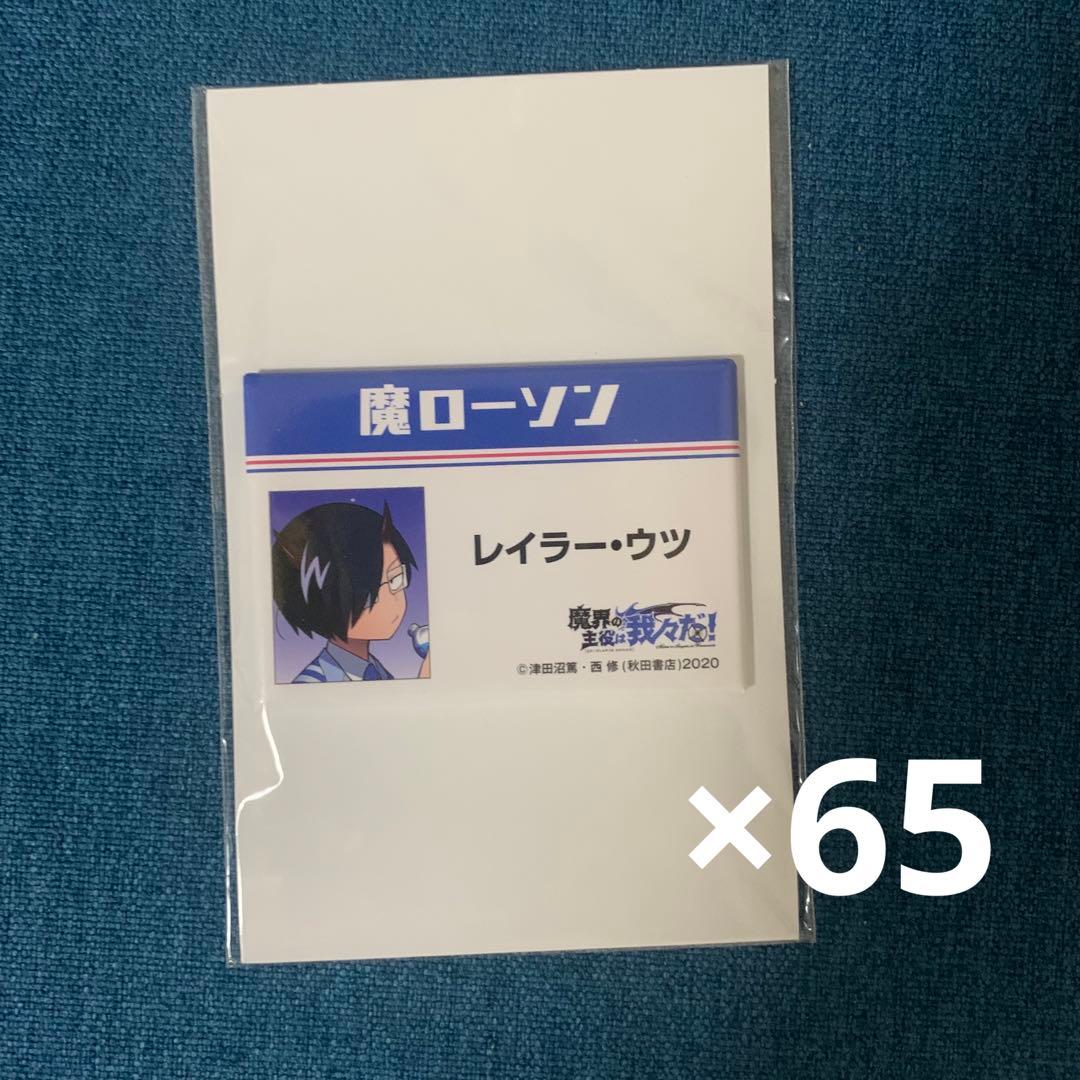 魔ローソン
レイラー・ウツ
魔界の
主役は我々だ!
©津田沼篤・西 修(秋田書店)2020
×65